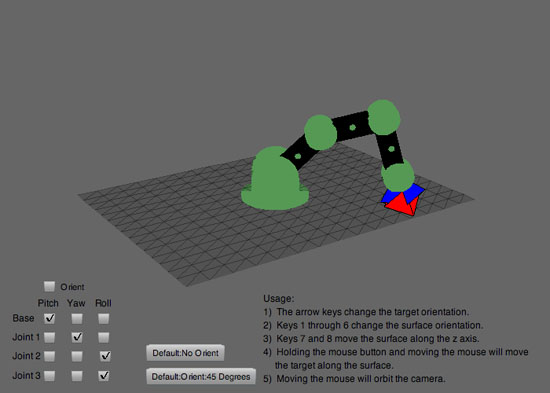 Orient
Pitch Yaw Roll
Base
Joint 1
Joint 2
Joint 3
Default:No Orient
Default:Orient:45 Degrees
Usage:
1) The arrow keys change the target orientation.
2) Keys 1 through 6 change the surface orientation.
3) Keys 7 and 8 move the surface along the z axis.
4) Holding the mouse button and moving the mouse will move
the target along the surface.
5) Moving the mouse will orbit the camera.